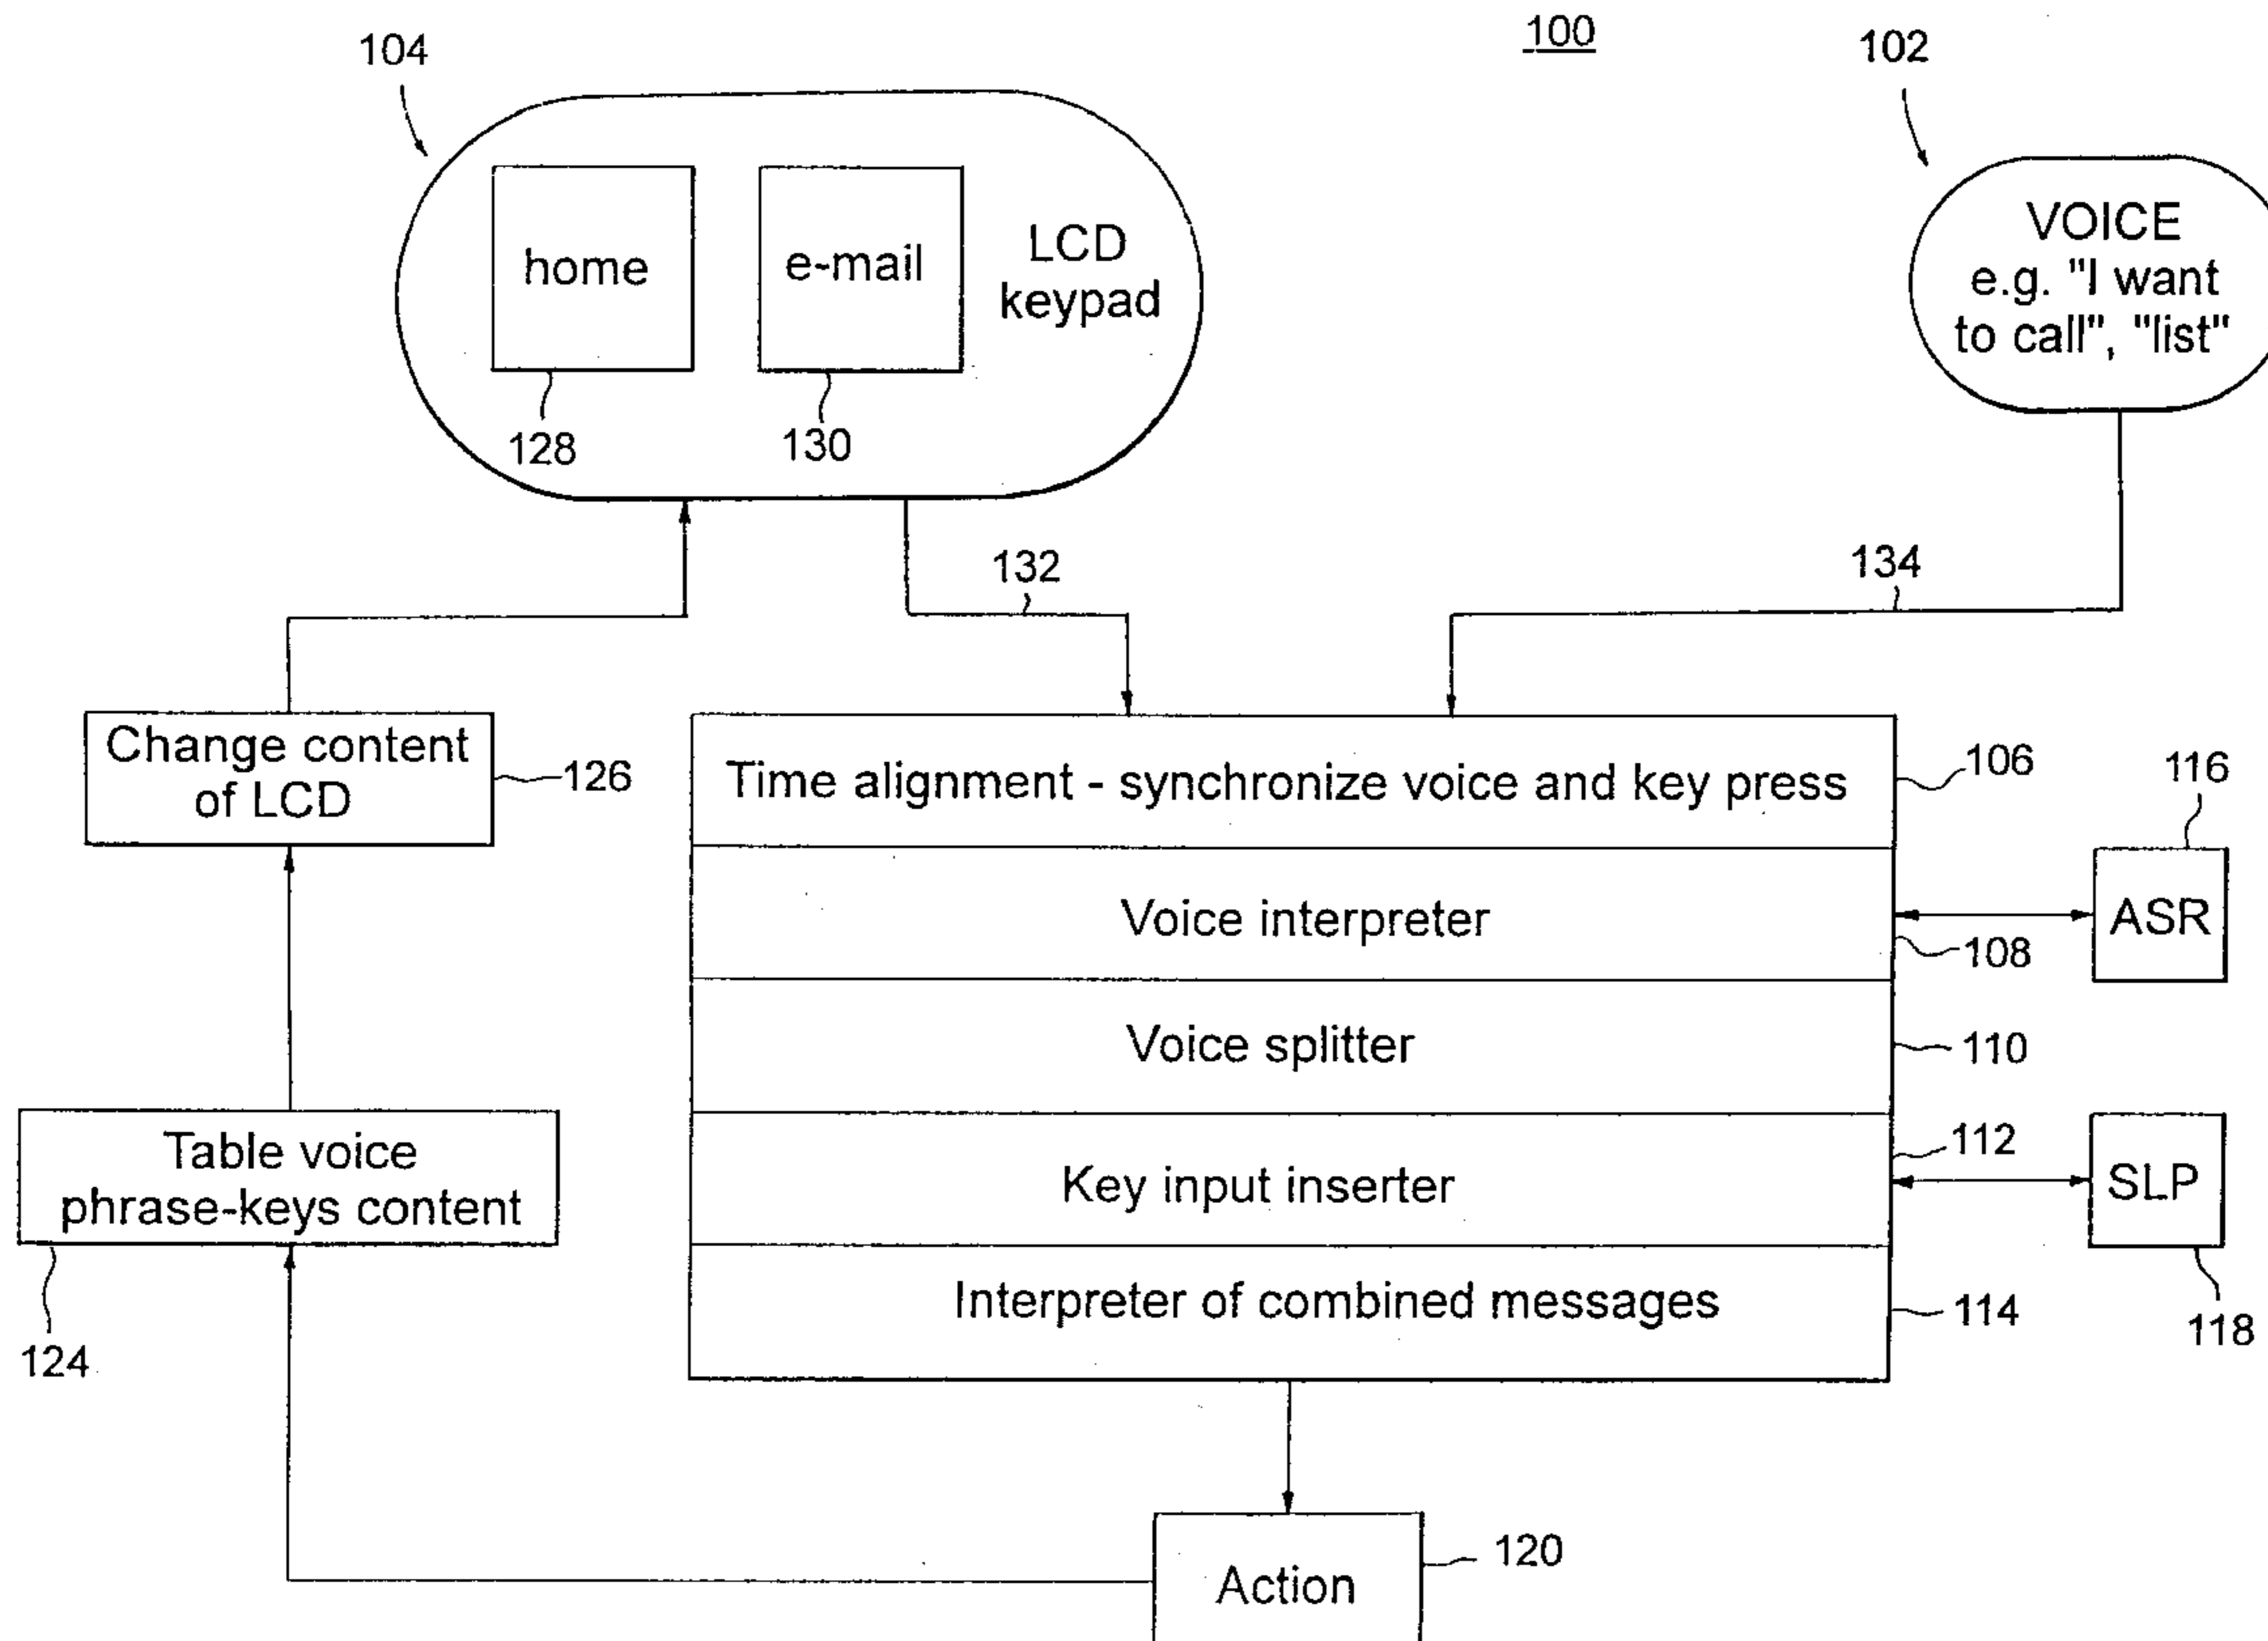 100
104
102
home
e-mail
LCD
keypad
128
130
VOICE
e.g. "I want
to call", "list"
132
134
Change content
of LCD
126
Time alignment - synchronize voice and key press
106
116
Voice interpreter
108
ASR
Voice splitter
110
Table voice
phrase-keys content
124
Key input inserter
112
SLP
118
Interpreter of combined messages
114
Action
120